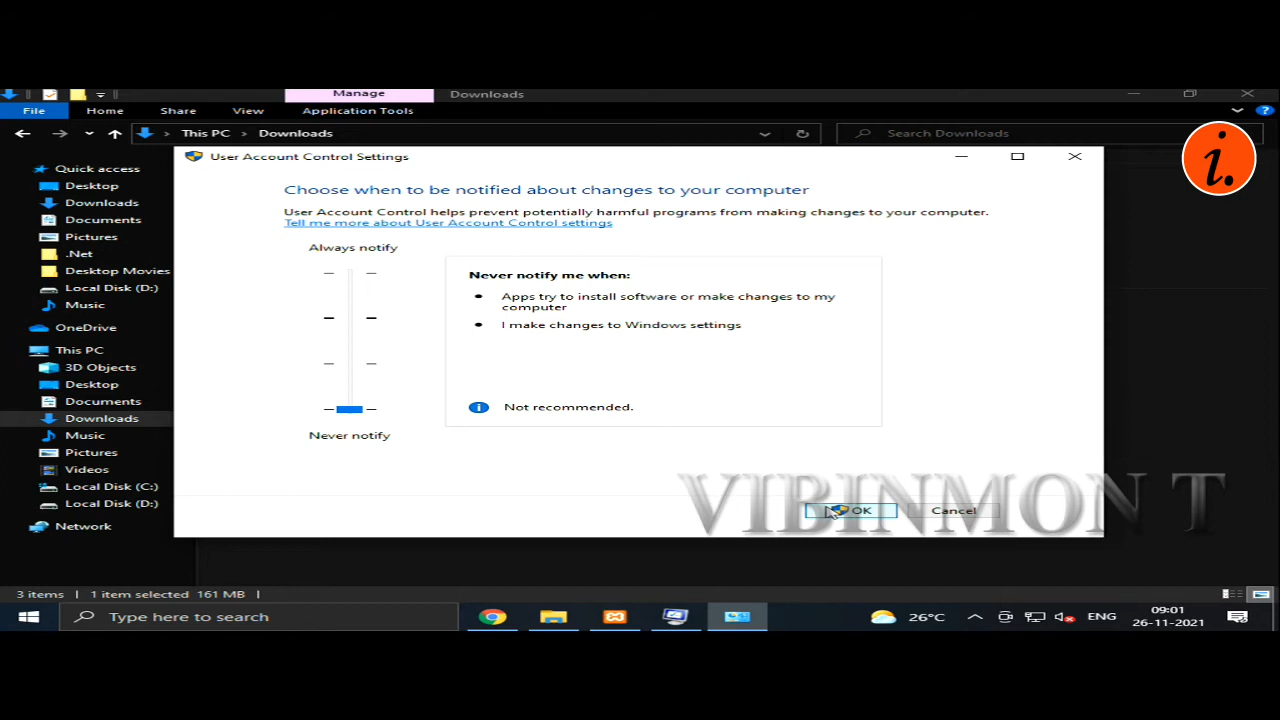 Manage
Downloads
File
Home
Share
View
Application Tools
This PC
Downloads
Search Downloads
i.
Quick access
Desktop
Downloads
Documents
Pictures
.Net
Desktop Movies
Local Disk (D:)
Music
OneDrive
This PC
3D Objects
Desktop
Documents
Downloads
Music
Pictures
Videos
Local Disk (C:)
Local Disk (D:)
Network
User Account Control Settings
Choose when to be notified about changes to your computer
User Account Control helps prevent potentially harmful programs from making changes to your computer.
Tell me more about User Account Control settings
Always notify
Never notify me when:
Apps try to install software or make changes to my
computer
I make changes to Windows settings
Not recommended.
Never notify
OK
Cancel
VIBINMON T
3 items
1 item selected 161 MB
Type here to search
26°C
ENG
09:01
26-11-2021